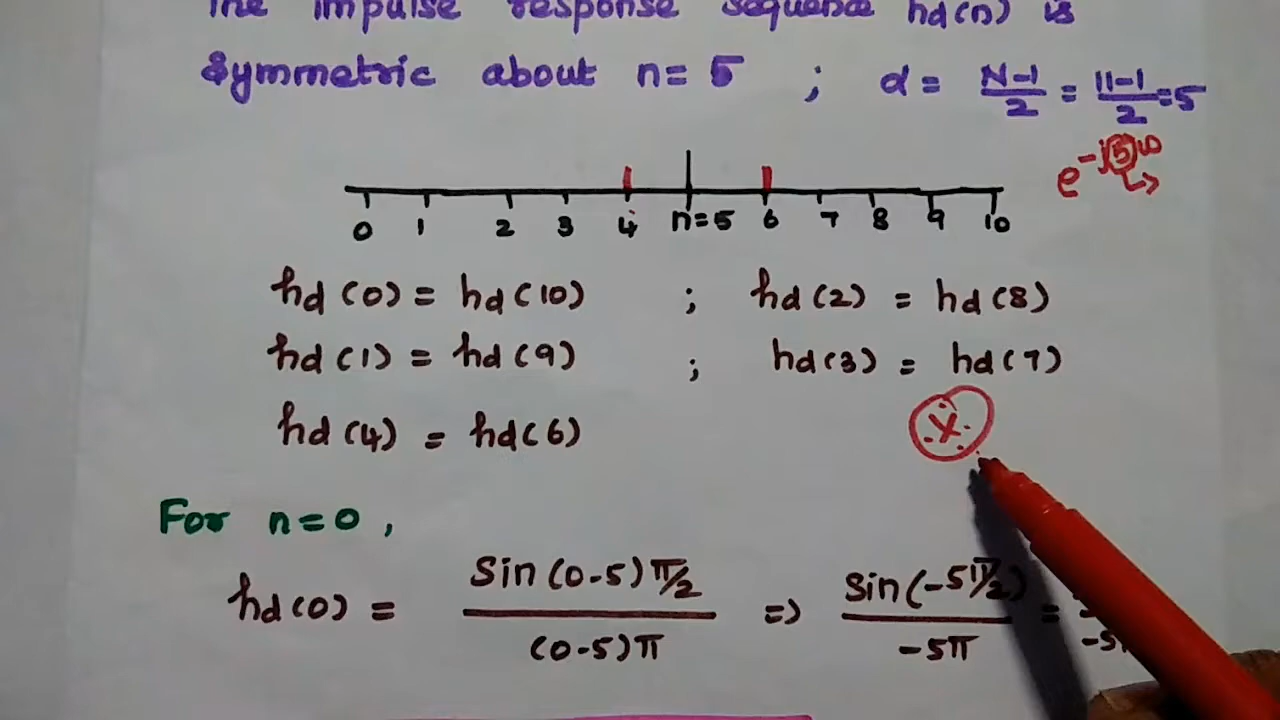 The impulse response sequence hd(n) is
Symmetric about n=5 ; α = N-1/2 = 11-1/2 =5
e^-j5ω
0 1 2 3 4 n=5 6 7 8 9 10
hd(0) = hd(10) ; hd(2) = hd(8)
hd(1) = hd(9) ; hd(3) = hd(7)
hd(4) = hd(6)
For n=0 ,
hd(0) = Sin(0-5)π/2 / (0-5)π => Sin(-5π/2) / -5π =